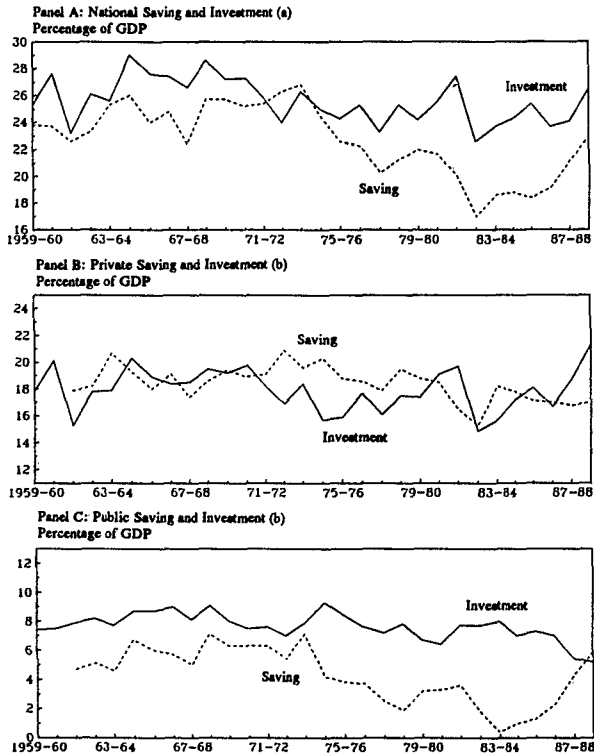 Panel A: National Saving and Investment (a)
Percentage of GDP
30
28
26
24
22
20
18
16
Investment
Saving
1959-60 63-64 67-68 71-72 75-76 79-80 83-84 87-88
Panel B: Private Saving and Investment (b)
Percentage of GDP
24
22
20
18
16
14
12
Saving
Investment
1959-60 63-64 67-68 71-72 75-76 79-80 83-84 87-88
Panel C: Public Saving and Investment (b)
Percentage of GDP
12
10
8
6
4
2
0
Investment
Saving
1959-60 63-64 67-68 71-72 75-76 79-80 83-84 87-88